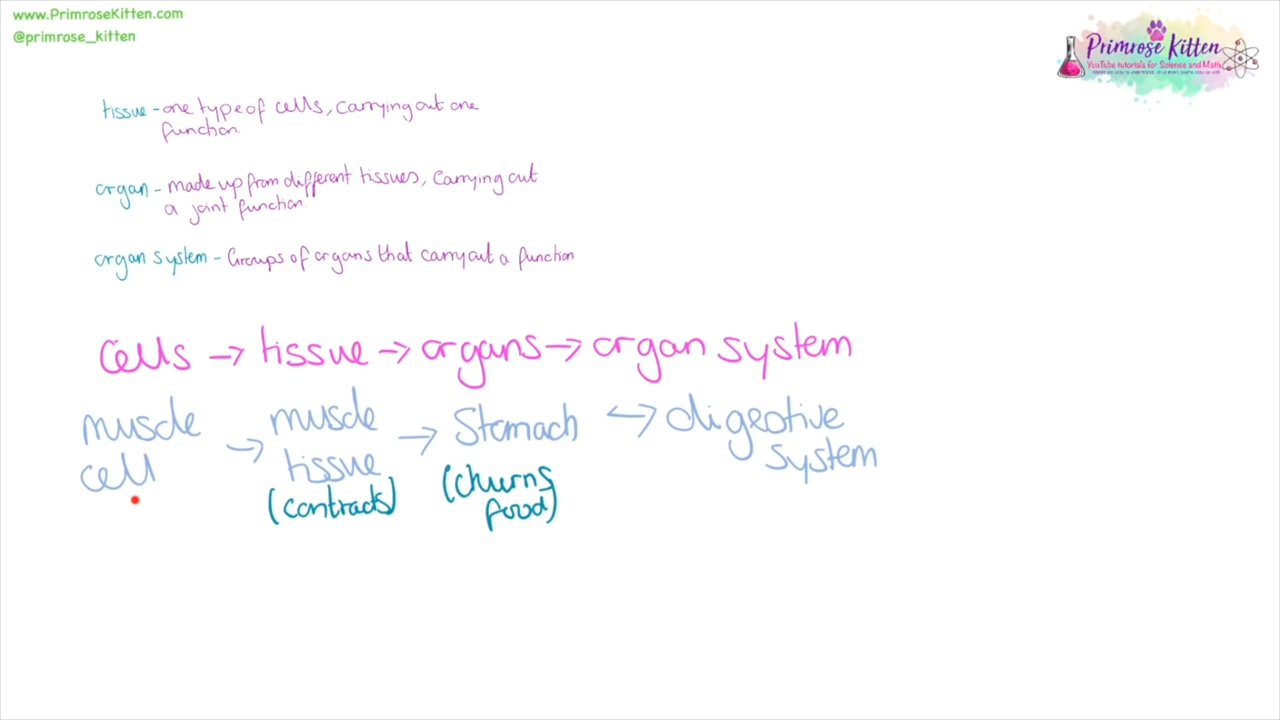 www.PrimroseKitten.com
@primrose_kitten
Primrose Kitten
YouTube tutorials for Science and Math
tissue - one type of cells, carrying out one
function.
organ - made up from different tissues, carrying out
a joint function.
organ system - Groups of organs that carry out a function
cells → tissue → organs → organ system
muscle cell → muscle tissue (contracts) → Stomach (churns food) ↔ digestive system